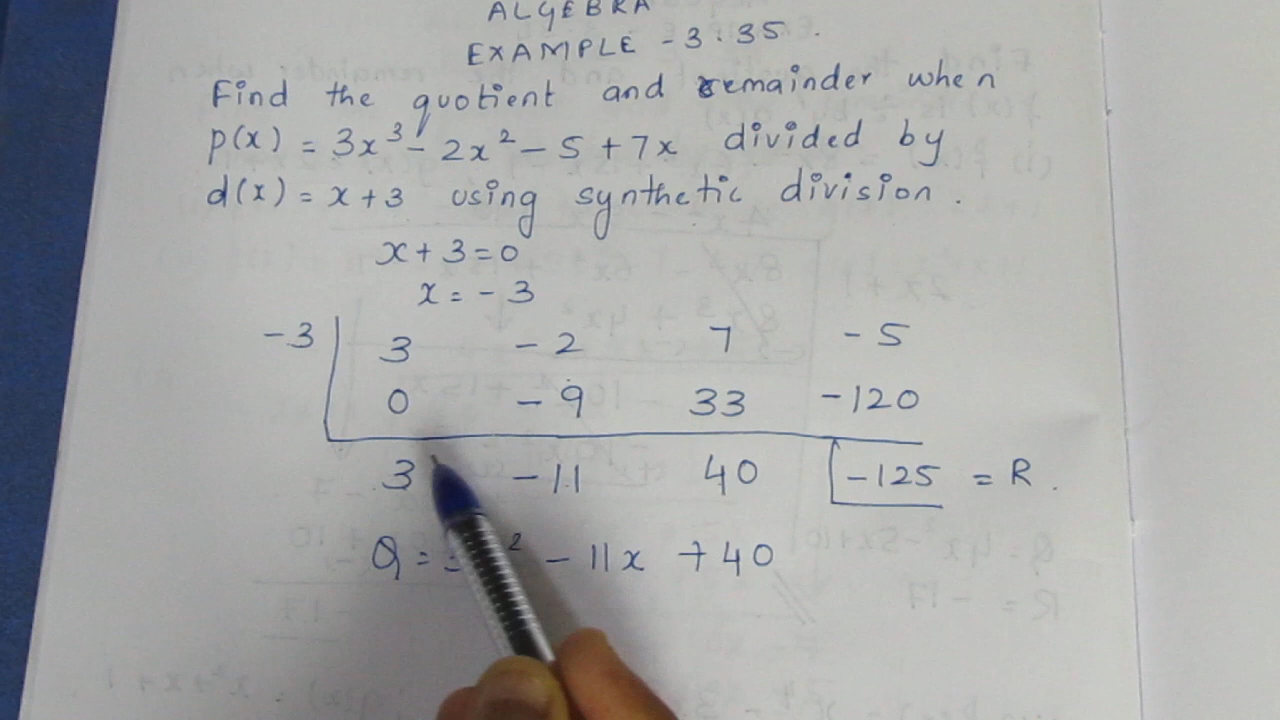 ALGEBRA
EXAMPLE - 3.35.
Find the quotient and remainder when
p(x) = 3x³ - 2x² - 5 + 7x divided by
d(x) = x + 3 using synthetic division.
x + 3 = 0
x = - 3
-3 | 3 - 2 7 - 5
0 - 9 33 - 120
3 - 11 40 - 125 = R.
Q = ² - 11x + 40